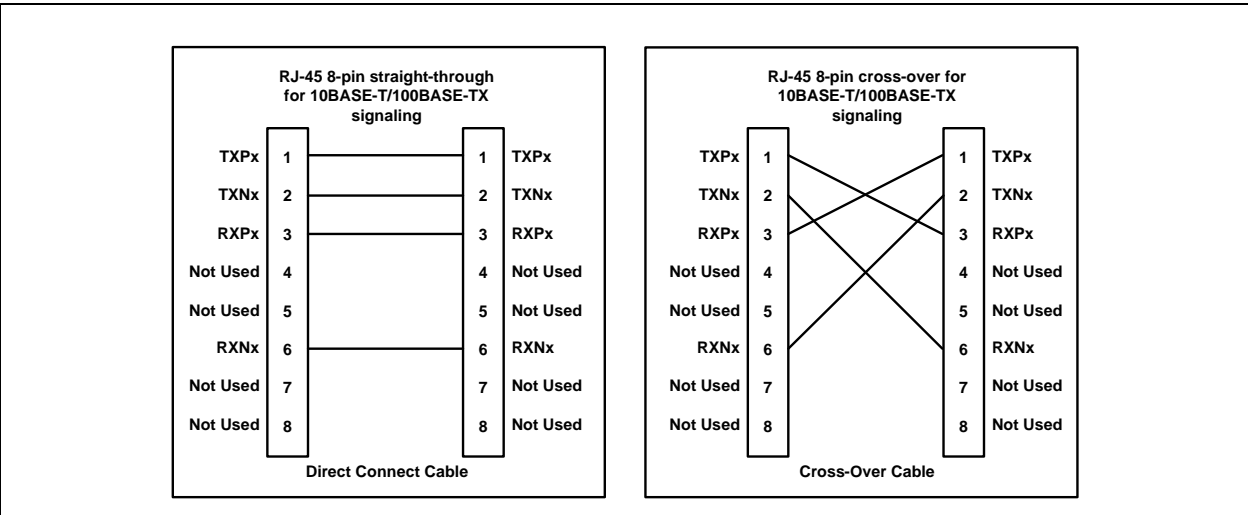 RJ-45 8-pin straight-through
for 10BASE-T/100BASE-TX
signaling
TXPx 1 1 TXPx
TXNx 2 2 TXNx
RXPx 3 3 RXPx
Not Used 4 4 Not Used
Not Used 5 5 Not Used
RXNx 6 6 RXNx
Not Used 7 7 Not Used
Not Used 8 8 Not Used
Direct Connect Cable
RJ-45 8-pin cross-over for
10BASE-T/100BASE-TX
signaling
TXPx 1 1 TXPx
TXNx 2 2 TXNx
RXPx 3 3 RXPx
Not Used 4 4 Not Used
Not Used 5 5 Not Used
RXNx 6 6 RXNx
Not Used 7 7 Not Used
Not Used 8 8 Not Used
Cross-Over Cable